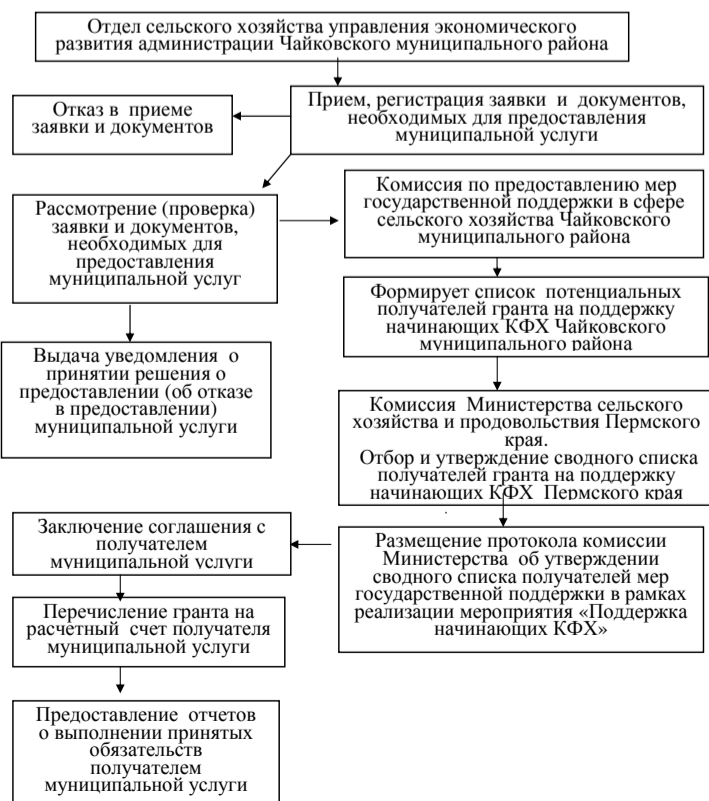 Отдел сельского хозяйства управления экономического
развития администрации Чайковского муниципального района
Отказ в приеме
заявки и документов
Прием, регистрация заявки и документов,
необходимых для предоставления
муниципальной услуги
Рассмотрение (проверка)
заявки и документов,
необходимых для
предоставления
муниципальной услуг
Комиссия по предоставлению мер
государственной поддержки в сфере
сельского хозяйства Чайковского
муниципального района
Формирует список потенциальных
получателей гранта на поддержку
начинающих КФХ Чайковского
муниципального района
Выдача уведомления о
принятии решения о
предоставлении (об отказе
в предоставлении)
муниципальной услуги
Комиссия Министерства сельского
хозяйства и продовольствия Пермского
края.
Отбор и утверждение сводного списка
получателей гранта на поддержку
начинающих КФХ Пермского края
Заключение соглашения с
получателем
муниципальной услуги
Размещение протокола комиссии
Министерства об утверждении
сводного списка получателей мер
государственной поддержки в рамках
реализации мероприятия «Поддержка
начинающих КФХ»
Перечисление гранта на
расчетный счет получателя
муниципальной услуги
Предоставление отчетов
о выполнении принятых
обязательств
получателем
муниципальной услуги